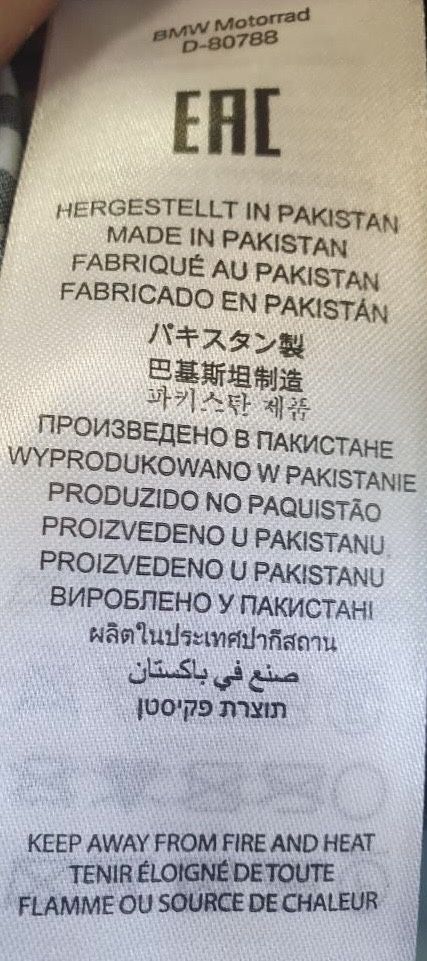 BMW Motorrad
D-80788
EAC
HERGESTELLT IN PAKISTAN
MADE IN PAKISTAN
FABRIQUÉ AU PAKISTAN
FABRICADO EN PAKISTÁN
パキスタン製
巴基斯坦制造
파키스탄 제품
ПРОИЗВЕДЕНО В ПАКИСТАНЕ
WYPRODUKOWANO W PAKISTANIE
PRODUZIDO NO PAQUISTÃO
PROIZVEDENO U PAKISTANU
PROIZVEDENO U PAKISTANU
ВИРОБЛЕНО У ПАКИСТАНІ
ผลิตในประเทศปากีสถาน
صنع في باكستان
תוצרת פקיסטן
KEEP AWAY FROM FIRE AND HEAT
TENIR ÉLOIGNÉ DE TOUTE
FLAMME OU SOURCE DE CHALEUR